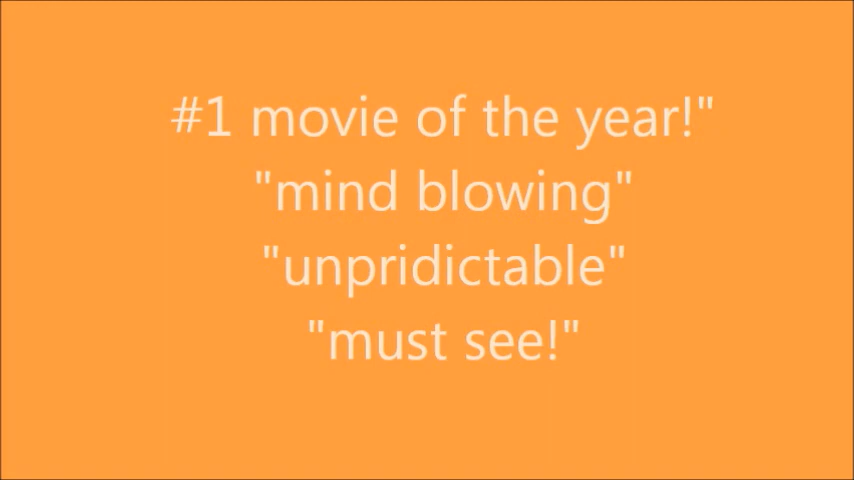 #1 movie of the year!"
"mind blowing"
"unpridictable"
"must see!"